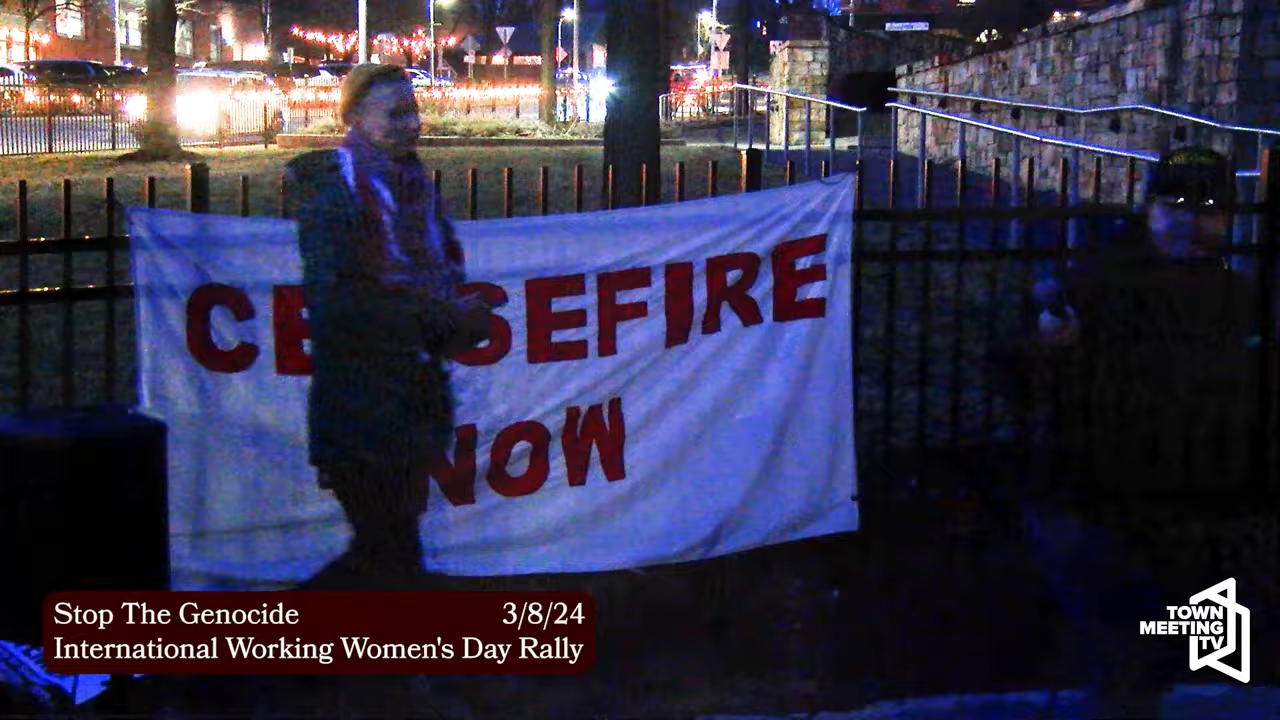 CE SEFIRE
NOW
Stop The Genocide 3/8/24
International Working Women's Day Rally
TOWN
MEETING
TV